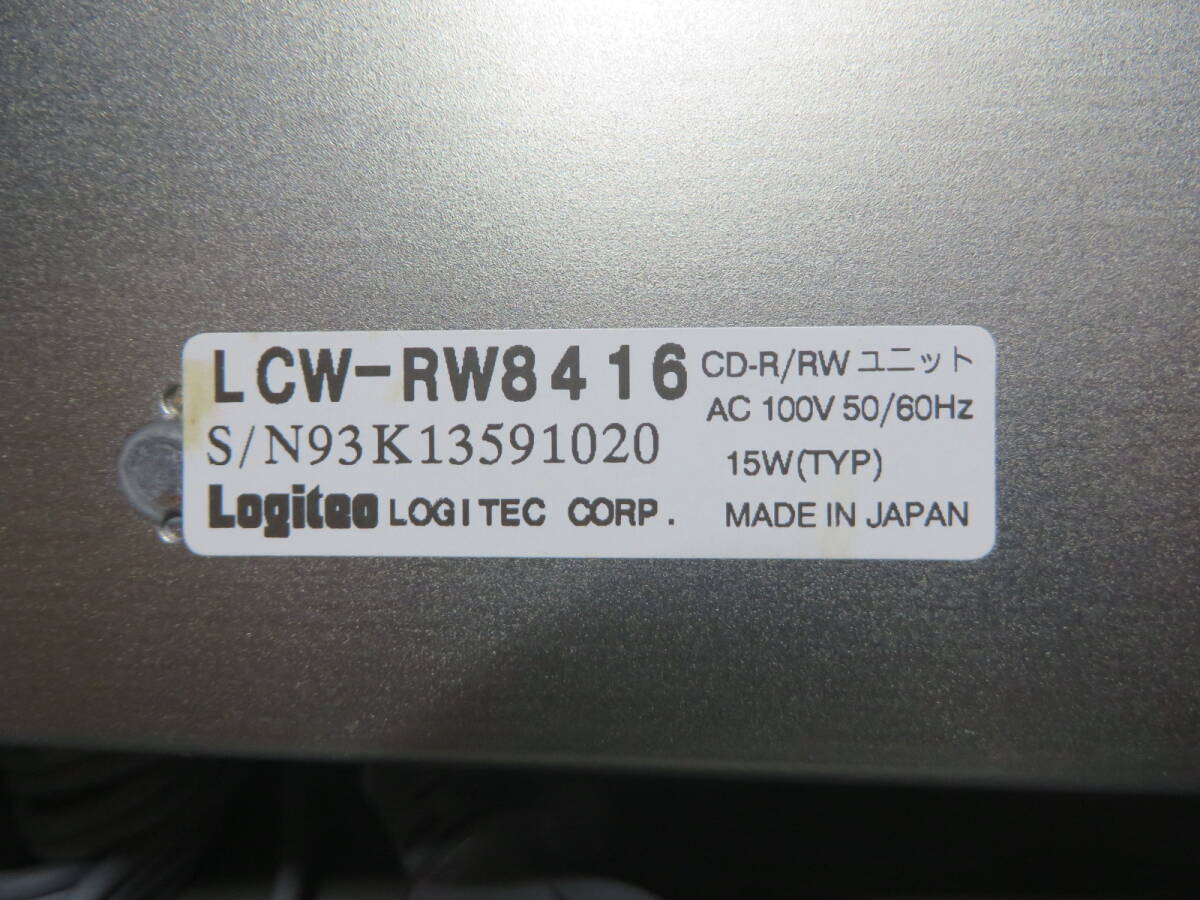 LCW-RW8416
S/N93K13591020
Logitec LOGITEC CORP.
CD-R/RW ユニット
AC 100V 50/60Hz
15W(TYP)
MADE IN JAPAN